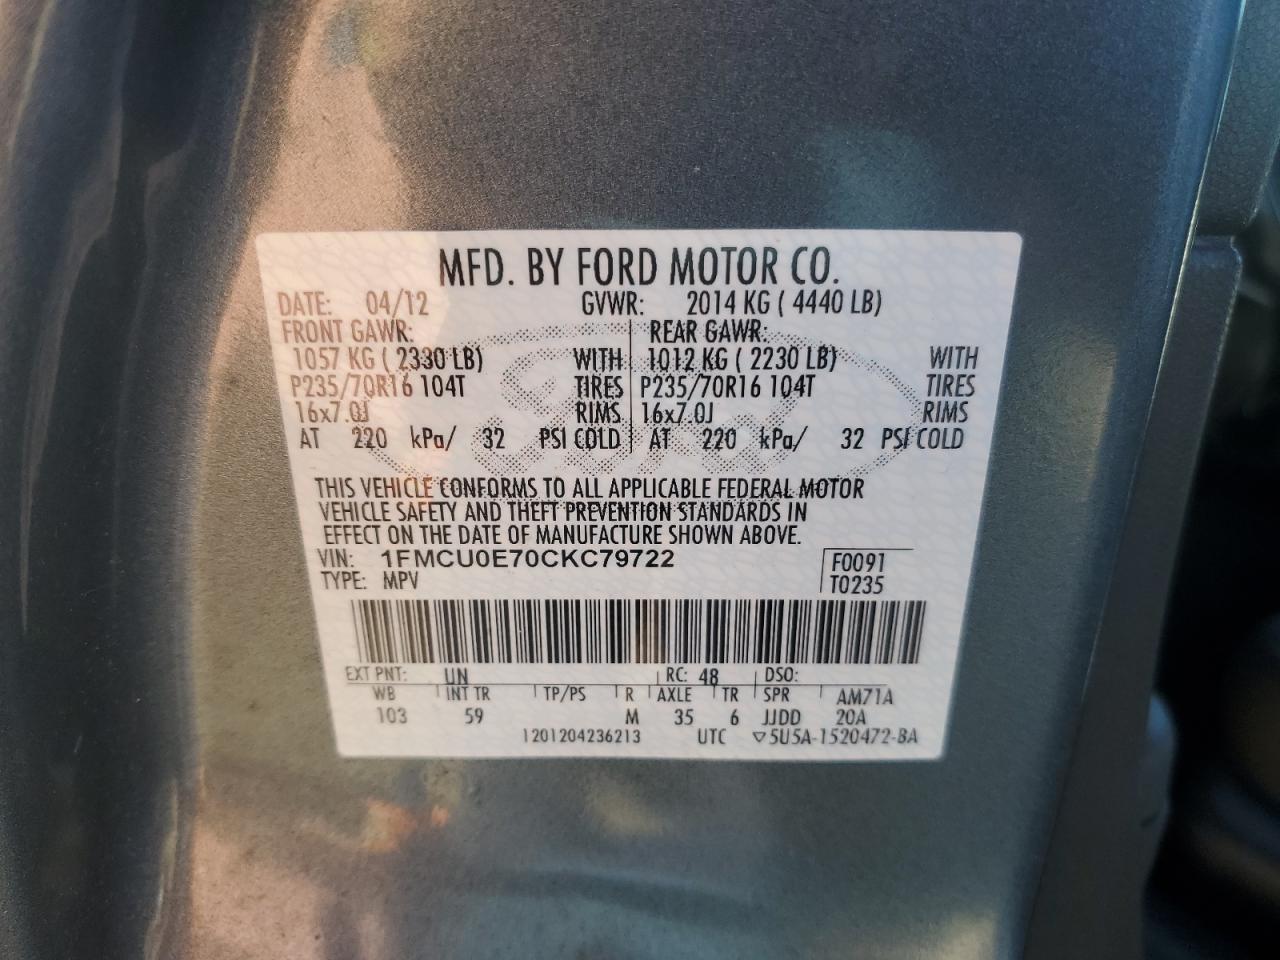 MFD. BY FORD MOTOR CO.
DATE: 04/12 GVWR: 2014 KG ( 4440 LB)
FRONT GAWR: REAR GAWR:
1057 KG ( 2330 LB) WITH 1012 KG ( 2230 LB) WITH
P235/70R16 104T TIRES P235/70R16 104T TIRES
16x7.0J RIMS 16x7.0J RIMS
AT 220 kPa/ 32 PSI COLD AT 220 kPa/ 32 PSI COLD
THIS VEHICLE CONFORMS TO ALL APPLICABLE FEDERAL MOTOR
VEHICLE SAFETY AND THEFT PREVENTION STANDARDS IN
EFFECT ON THE DATE OF MANUFACTURE SHOWN ABOVE.
VIN: 1FMCU0E70CKC79722 F0091
TYPE: MPV T0235
EXT PNT: UN RC: 48 DSO:
WB INT TR TP/PS R AXLE TR SPR AM71A
103 59 M 35 6 JJDD 20A
1201204236213 UTC ▽5U5A-1520472-BA